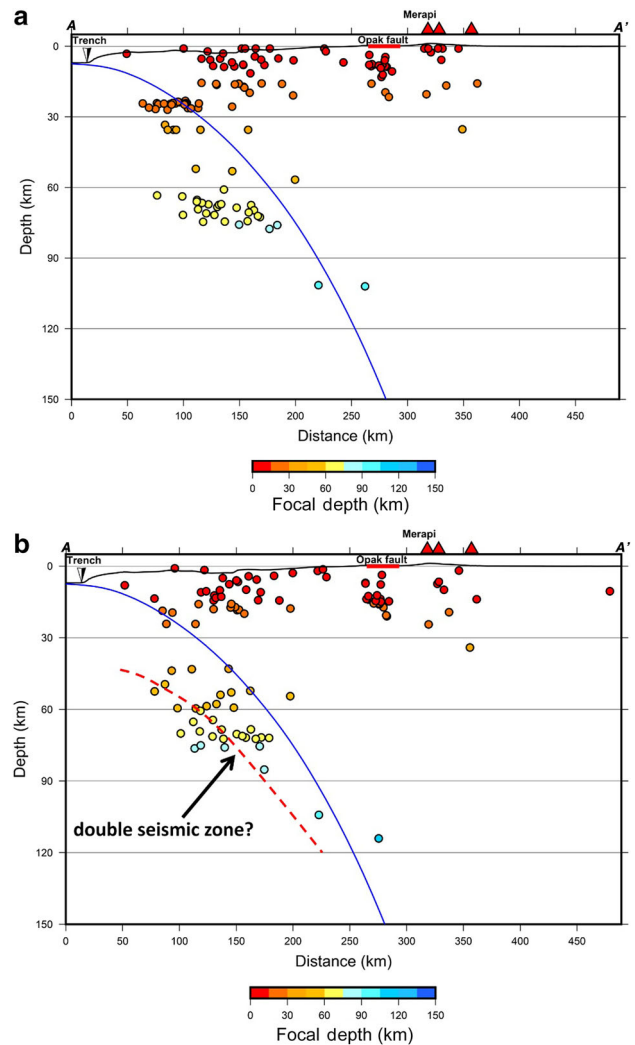 a
A
Merapi
A'
Trench
Opak fault
0
30
60
90
120
150
Depth (km)
0 50 100 150 200 250 300 350 400 450
Distance (km)
0 30 60 90 120 150
Focal depth (km)
b
A
Merapi
A'
Trench
Opak fault
0
30
60
90
120
150
Depth (km)
double seismic zone?
0 50 100 150 200 250 300 350 400 450
Distance (km)
0 30 60 90 120 150
Focal depth (km)